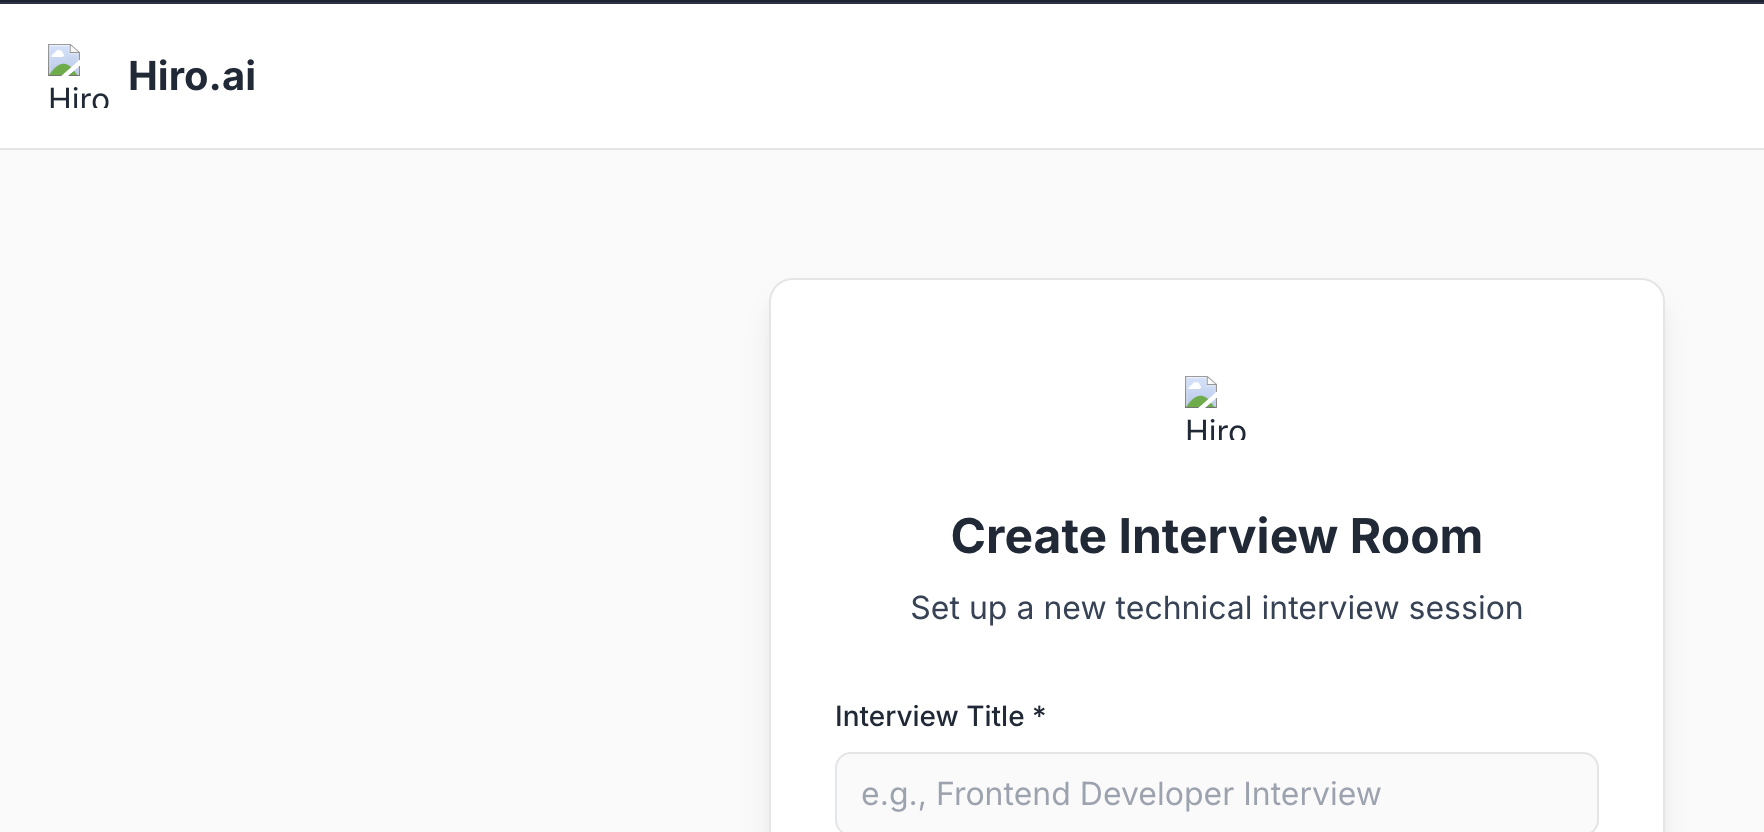 Hiro
Hiro.ai
Hiro
Create Interview Room
Set up a new technical interview session
Interview Title *
e.g., Frontend Developer Interview